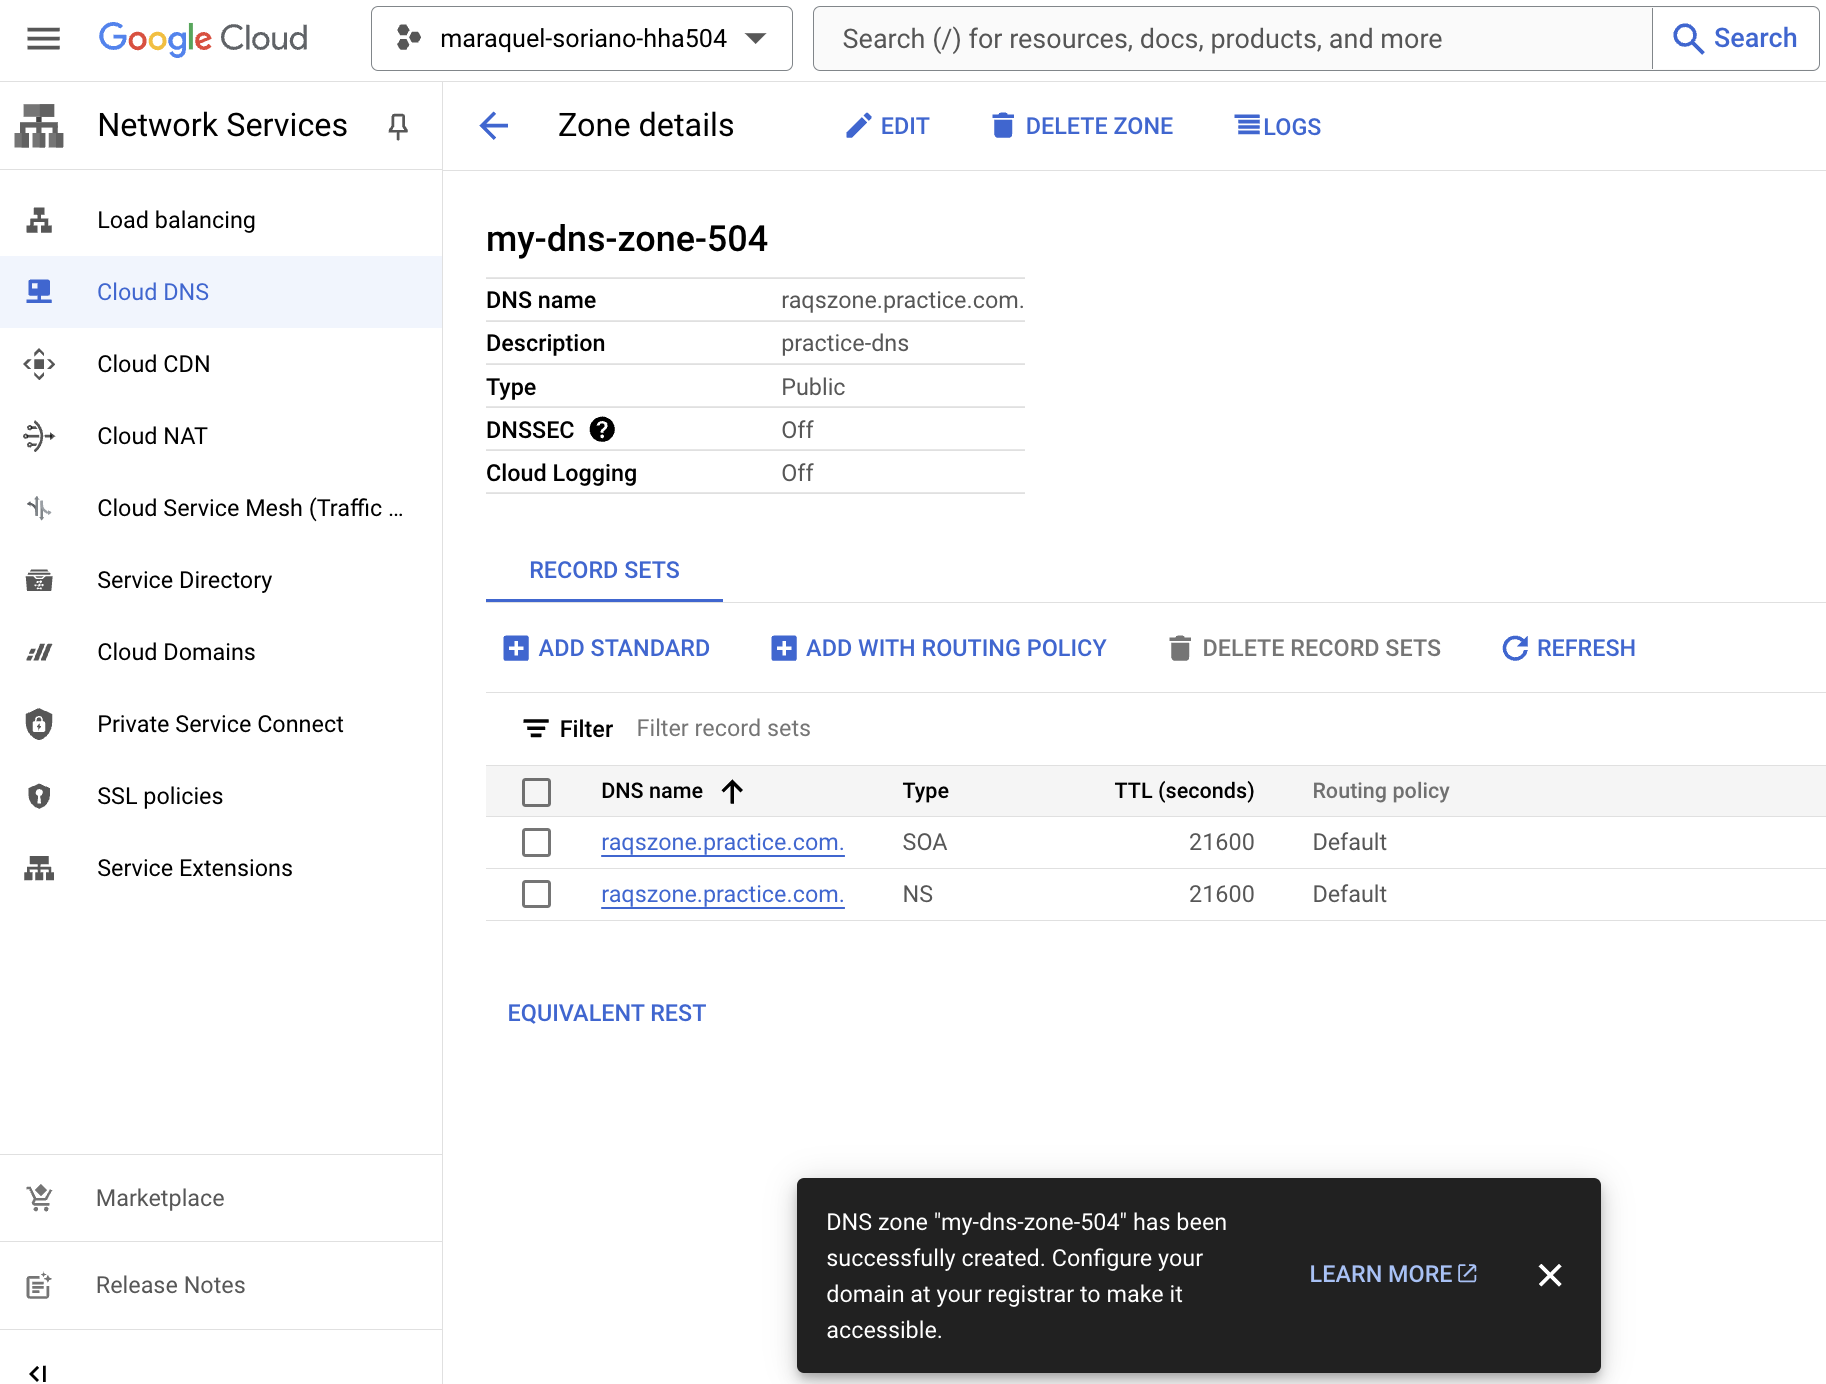 Google Cloud
maraquel-soriano-hha504
Search (/) for resources, docs, products, and more
Search
Network Services
Zone details
EDIT
DELETE ZONE
LOGS
Load balancing
Cloud DNS
Cloud CDN
Cloud NAT
Cloud Service Mesh (Traffic ...
Service Directory
Cloud Domains
Private Service Connect
SSL policies
Service Extensions
Marketplace
Release Notes
my-dns-zone-504
DNS name raqszone.practice.com.
Description practice-dns
Type Public
DNSSEC Off
Cloud Logging Off
RECORD SETS
ADD STANDARD
ADD WITH ROUTING POLICY
DELETE RECORD SETS
REFRESH
Filter Filter record sets
DNS name Type TTL (seconds) Routing policy
raqszone.practice.com. SOA 21600 Default
raqszone.practice.com. NS 21600 Default
EQUIVALENT REST
DNS zone "my-dns-zone-504" has been
successfully created. Configure your
domain at your registrar to make it
accessible.
LEARN MORE